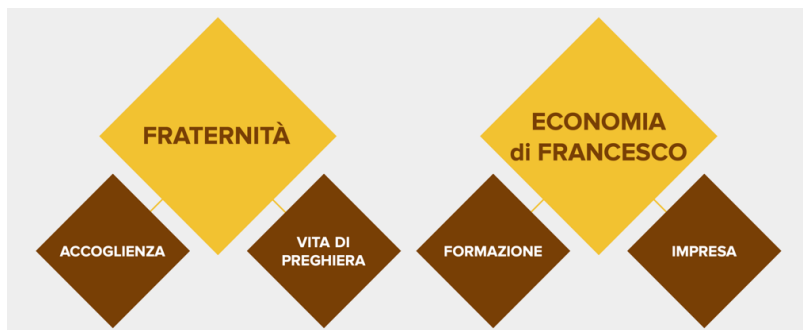 FRATERNITÀ
ACCOGLIENZA
VITA DI
PREGHIERA
ECONOMIA
di FRANCESCO
FORMAZIONE
IMPRESA